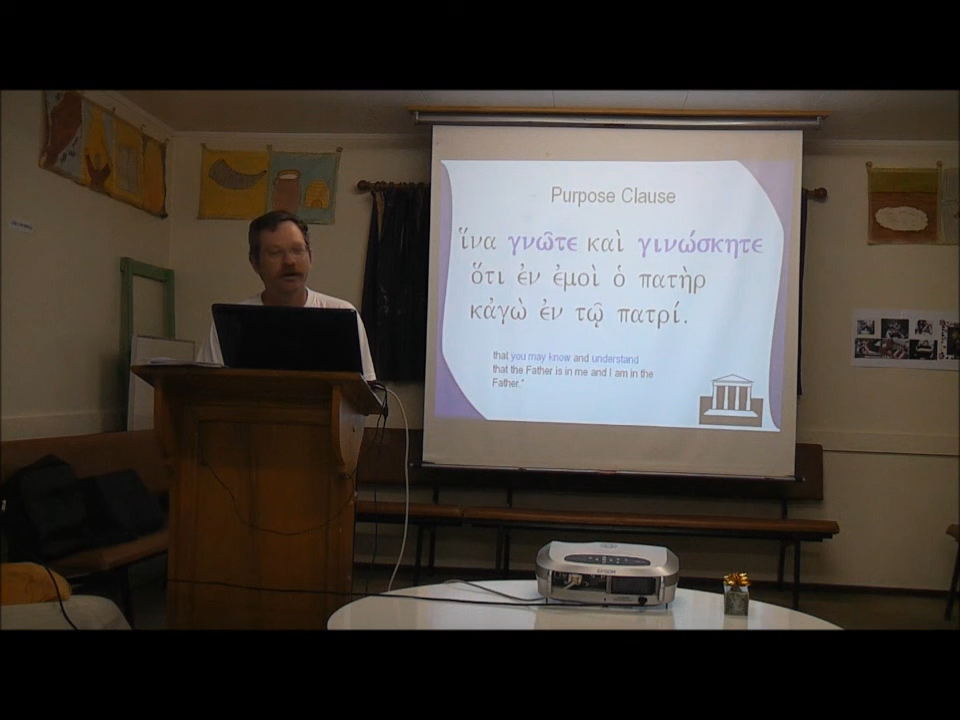 Purpose Clause
ἵνα γνῶτε καὶ γινώσκητε
ὅτι ἐν ἐμοὶ ὁ πατὴρ
κἀγὼ ἐν τῷ πατρί.
that you may know and understand
that the Father is in me and I am in the
Father."
EPSON